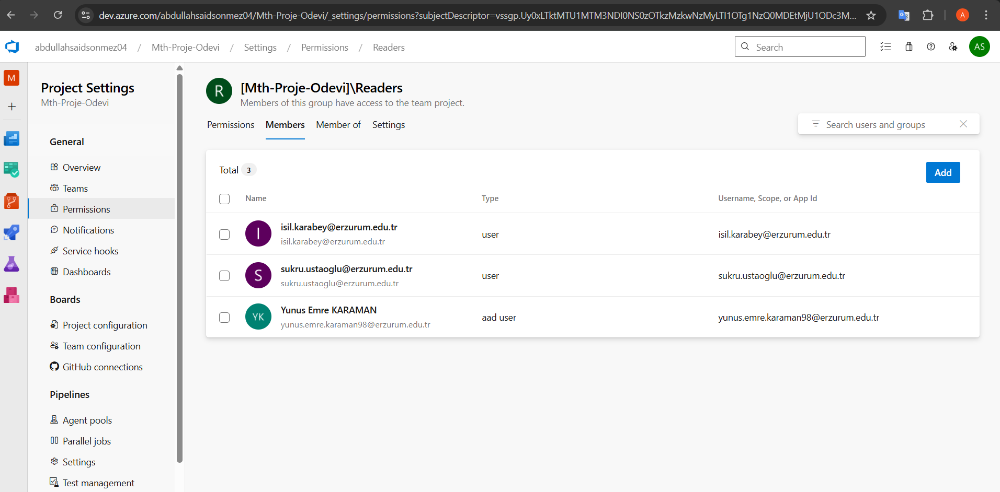 dev.azure.com/abdullahsaidsonmez04/Mth-Proje-Odevi/_settings/permissions?subjectDescriptor=vssgp.Uy0xLTktMTU1MTM3NDI0NS0zOTkzMzkwNzMyLTI1OTg1NzQ0MDEtMjU1ODc3M...
A
abdullahsaidsonmez04 / Mth-Proje-Odevi / Settings / Permissions / Readers
Search
AS
M
Project Settings
Mth-Proje-Odevi
General
Overview
Teams
Permissions
Notifications
Service hooks
Dashboards
Boards
Project configuration
Team configuration
GitHub connections
Pipelines
Agent pools
Parallel jobs
Settings
Test management
R
[Mth-Proje-Odevi]\Readers
Members of this group have access to the team project.
Permissions Members Member of Settings
Search users and groups
Total 3
Add
Name Type Username, Scope, or App Id
I
isil.karabey@erzurum.edu.tr
isil.karabey@erzurum.edu.tr
user
isil.karabey@erzurum.edu.tr
S
sukru.ustaoglu@erzurum.edu.tr
sukru.ustaoglu@erzurum.edu.tr
user
sukru.ustaoglu@erzurum.edu.tr
YK
Yunus Emre KARAMAN
yunus.emre.karaman98@erzurum.edu.tr
aad user
yunus.emre.karaman98@erzurum.edu.tr